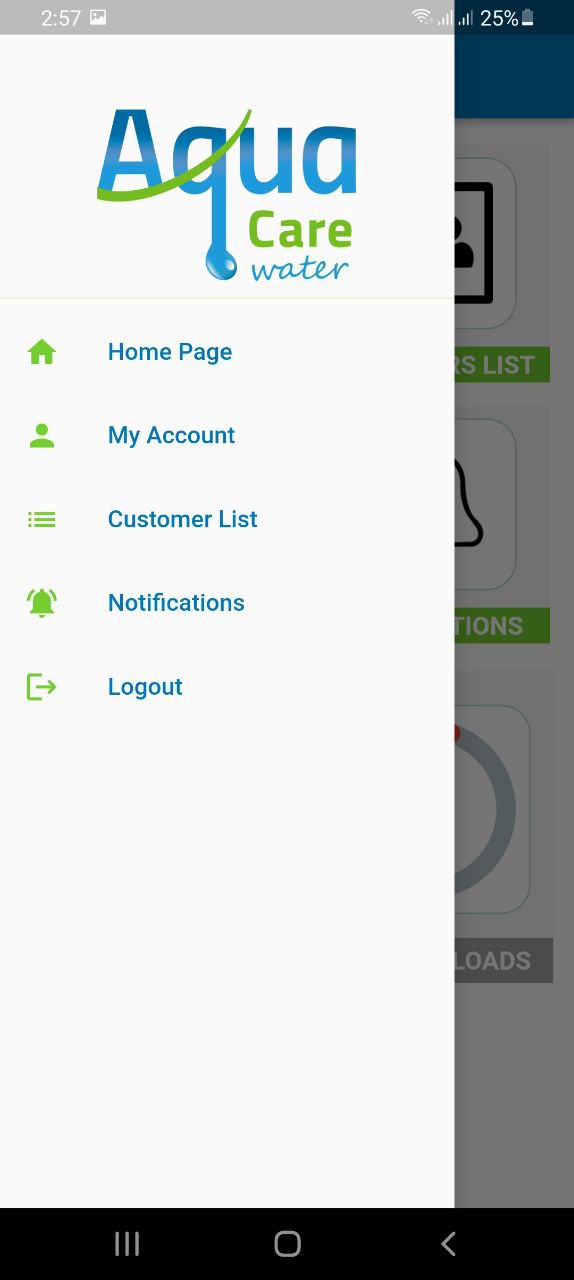 2:57
25%
Aqua
Care
water
Home Page
My Account
Customer List
Notifications
Logout
RS LIST
TIONS
LOADS